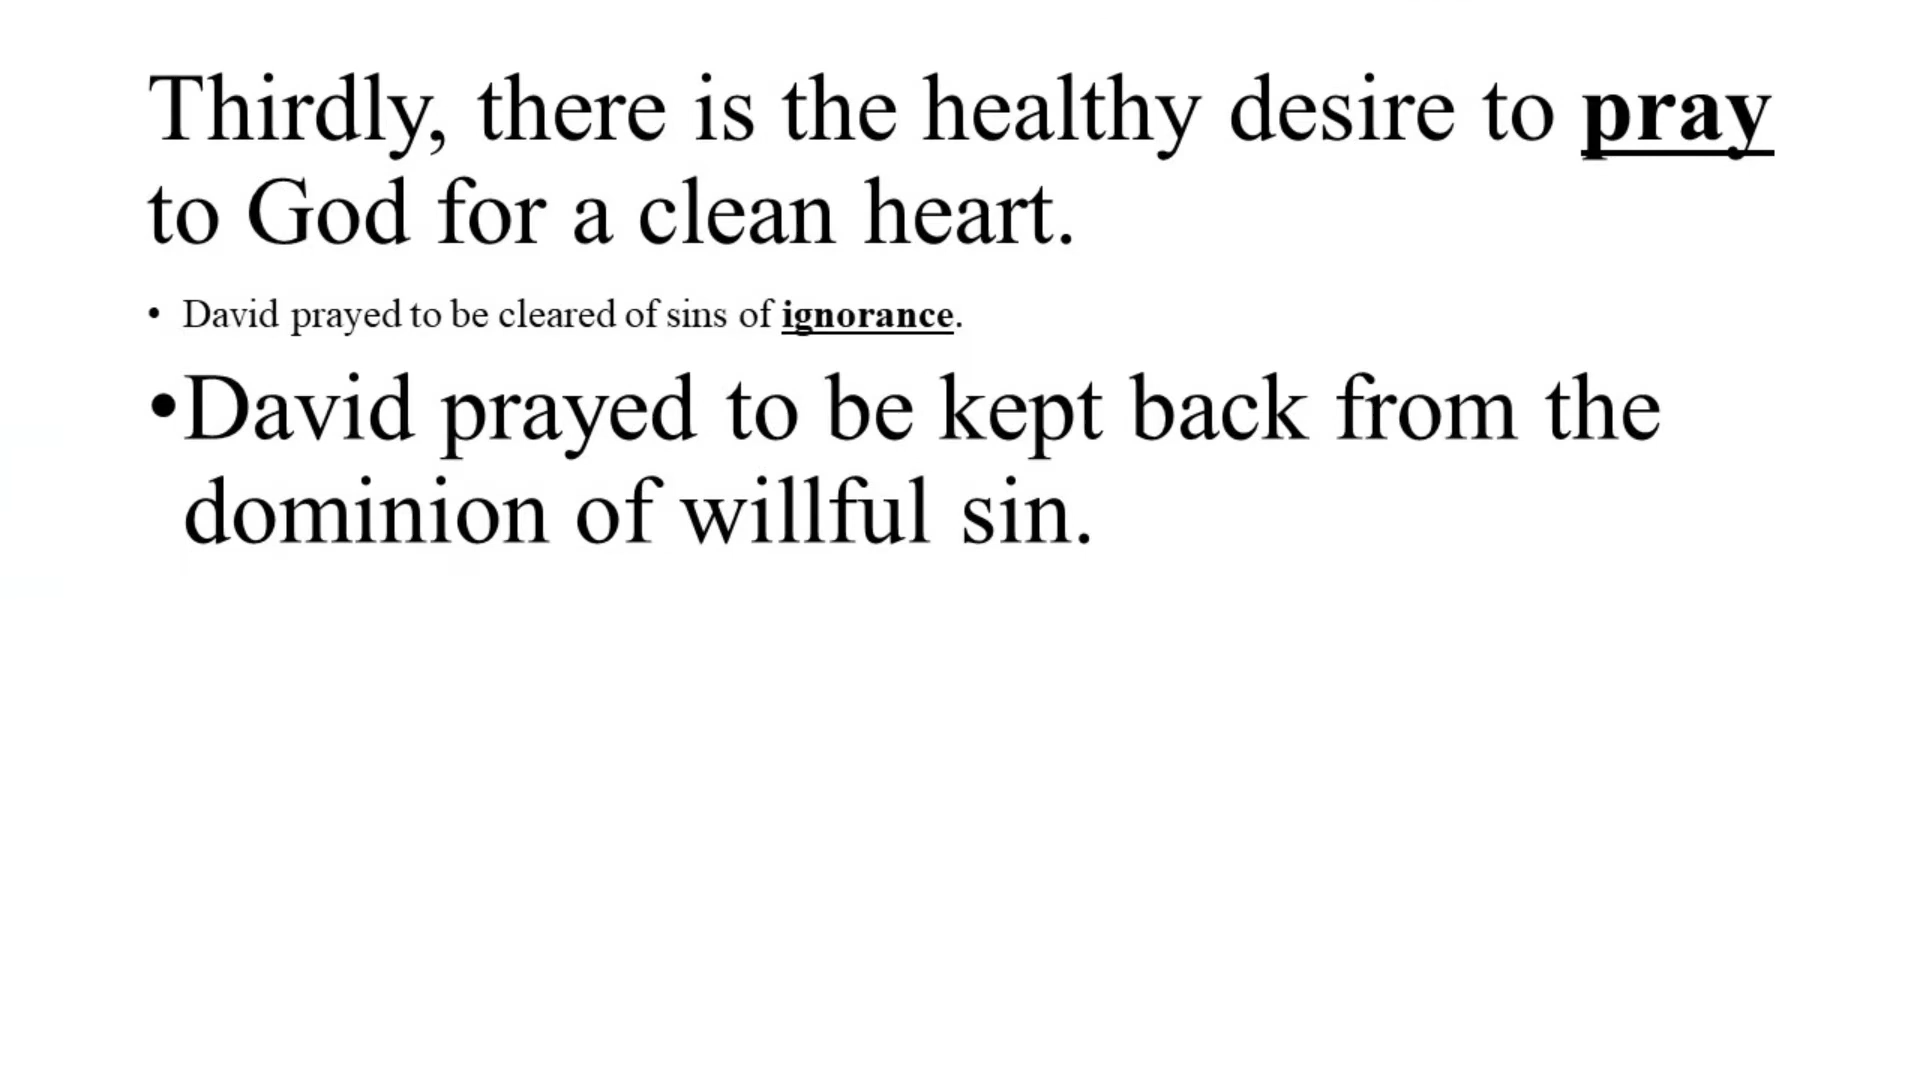 Thirdly, there is the healthy desire to pray
to God for a clean heart.
• David prayed to be cleared of sins of ignorance.
•David prayed to be kept back from the
dominion of willful sin.